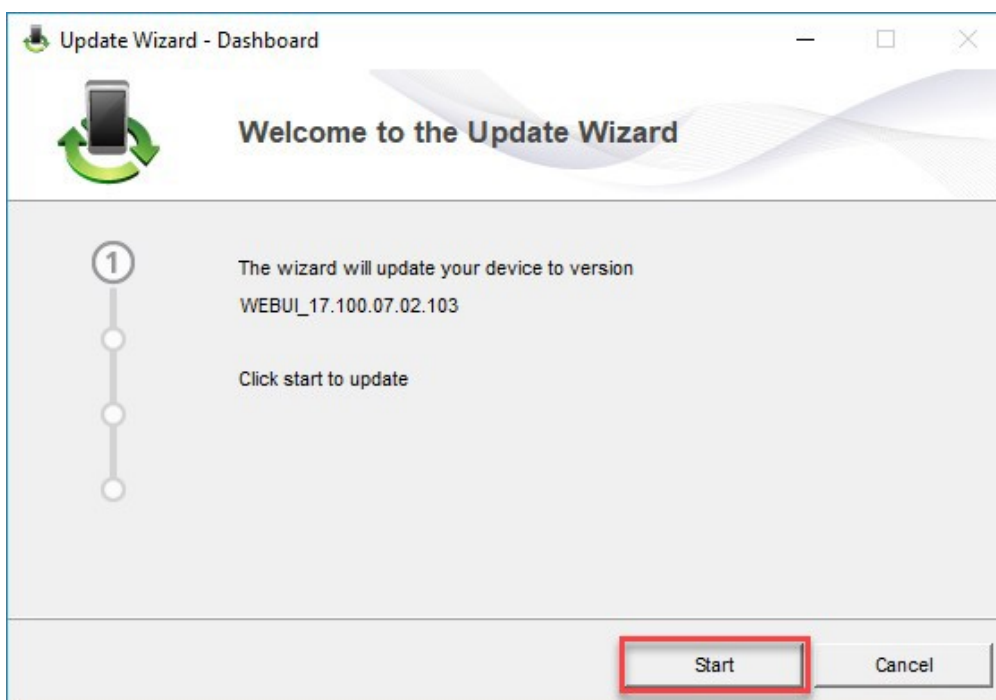 Update Wizard - Dashboard
Welcome to the Update Wizard
1
The wizard will update your device to version
WEBUI_17.100.07.02.103
Click start to update
Start Cancel